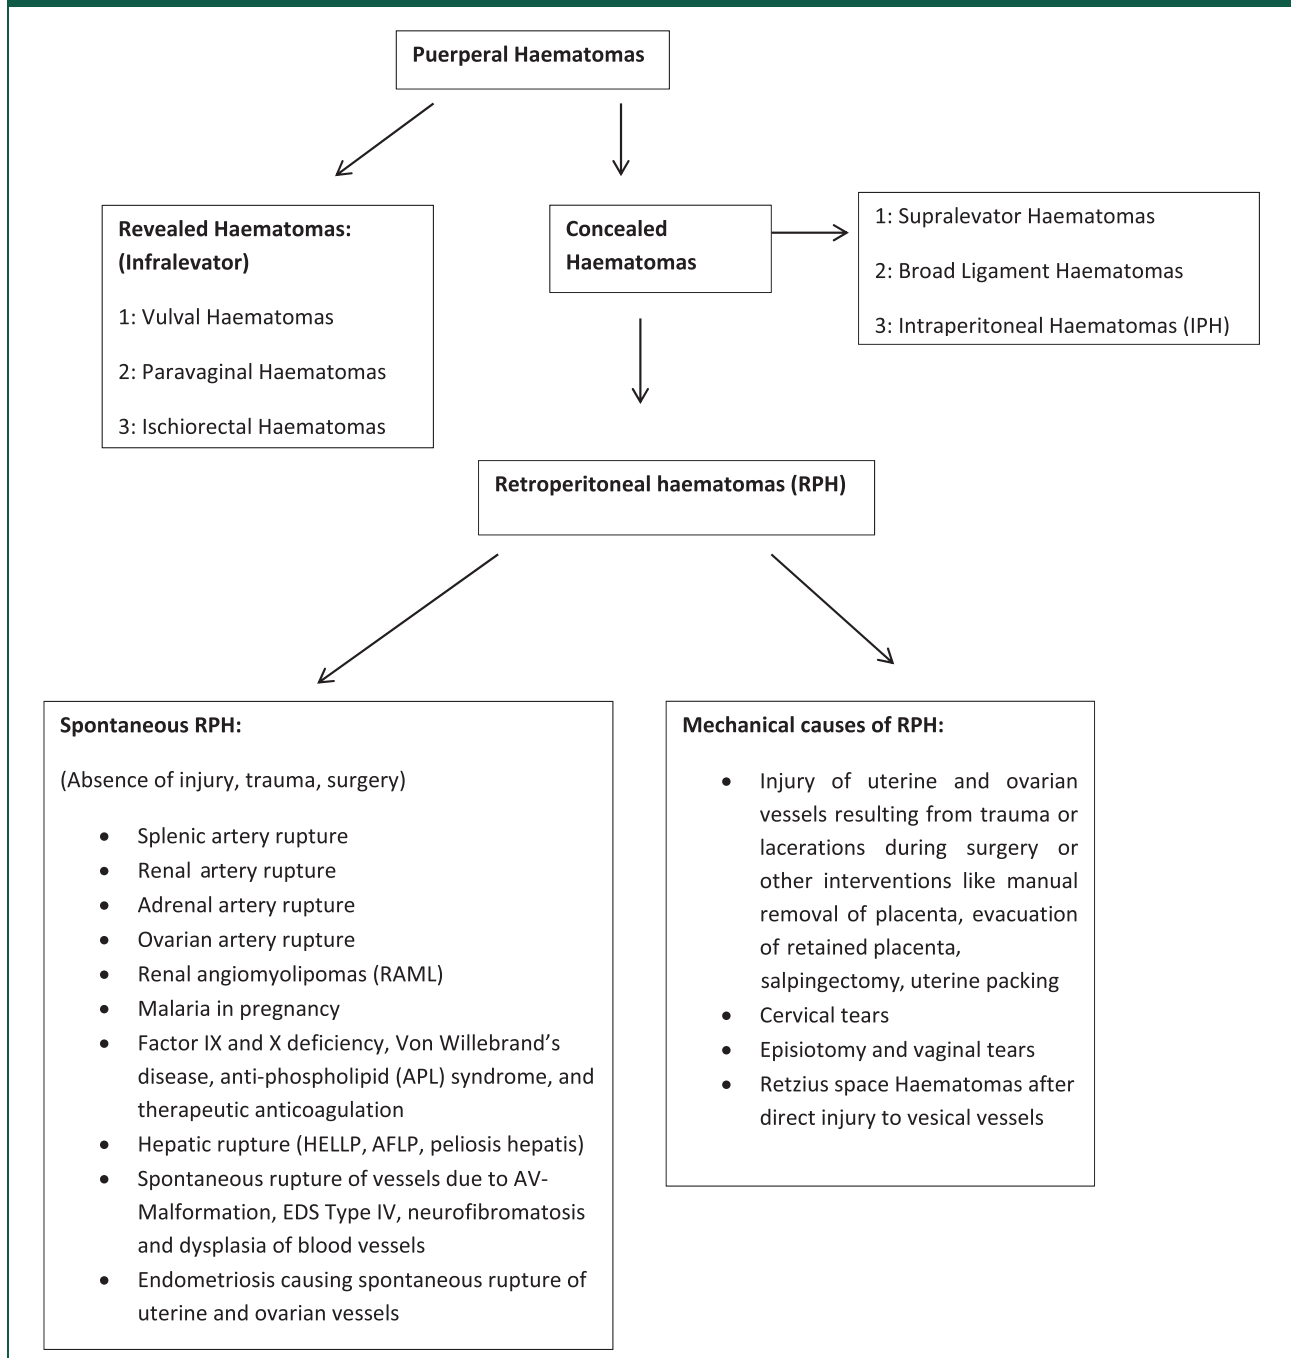 Puerperal Haematomas
Revealed Haematomas:
(Infralevator)
1: Vulval Haematomas
2: Paravaginal Haematomas
3: Ischiorectal Haematomas
Concealed
Haematomas
1: Supralevator Haematomas
2: Broad Ligament Haematomas
3: Intraperitoneal Haematomas (IPH)
Retroperitoneal haematomas (RPH)
Spontaneous RPH:
(Absence of injury, trauma, surgery)
• Splenic artery rupture
• Renal artery rupture
• Adrenal artery rupture
• Ovarian artery rupture
• Renal angiomyolipomas (RAML)
• Malaria in pregnancy
• Factor IX and X deficiency, Von Willebrand's
disease, anti-phospholipid (APL) syndrome, and
therapeutic anticoagulation
• Hepatic rupture (HELLP, AFLP, peliosis hepatis)
• Spontaneous rupture of vessels due to AV-
Malformation, EDS Type IV, neurofibromatosis
and dysplasia of blood vessels
• Endometriosis causing spontaneous rupture of
uterine and ovarian vessels
Mechanical causes of RPH:
• Injury of uterine and ovarian
vessels resulting from trauma or
lacerations during surgery or
other interventions like manual
removal of placenta, evacuation
of retained placenta,
salpingectomy, uterine packing
• Cervical tears
• Episiotomy and vaginal tears
• Retzius space Haematomas after
direct injury to vesical vessels